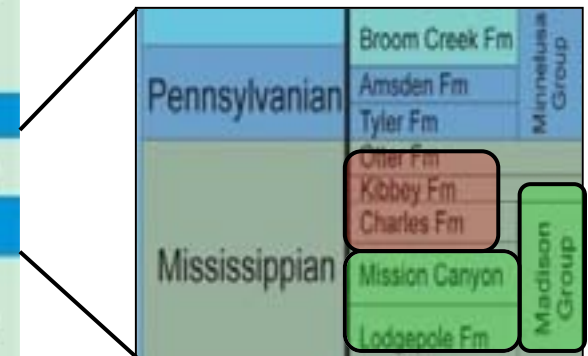 Broom Creek Fm
Pennsylvanian
Amsden Fm
Tyler Fm
Minnelusa
Group
Otter Fm
Kibbey Fm
Charles Fm
Mississippian
Mission Canyon
Lodgepole Fm
Madison
Group